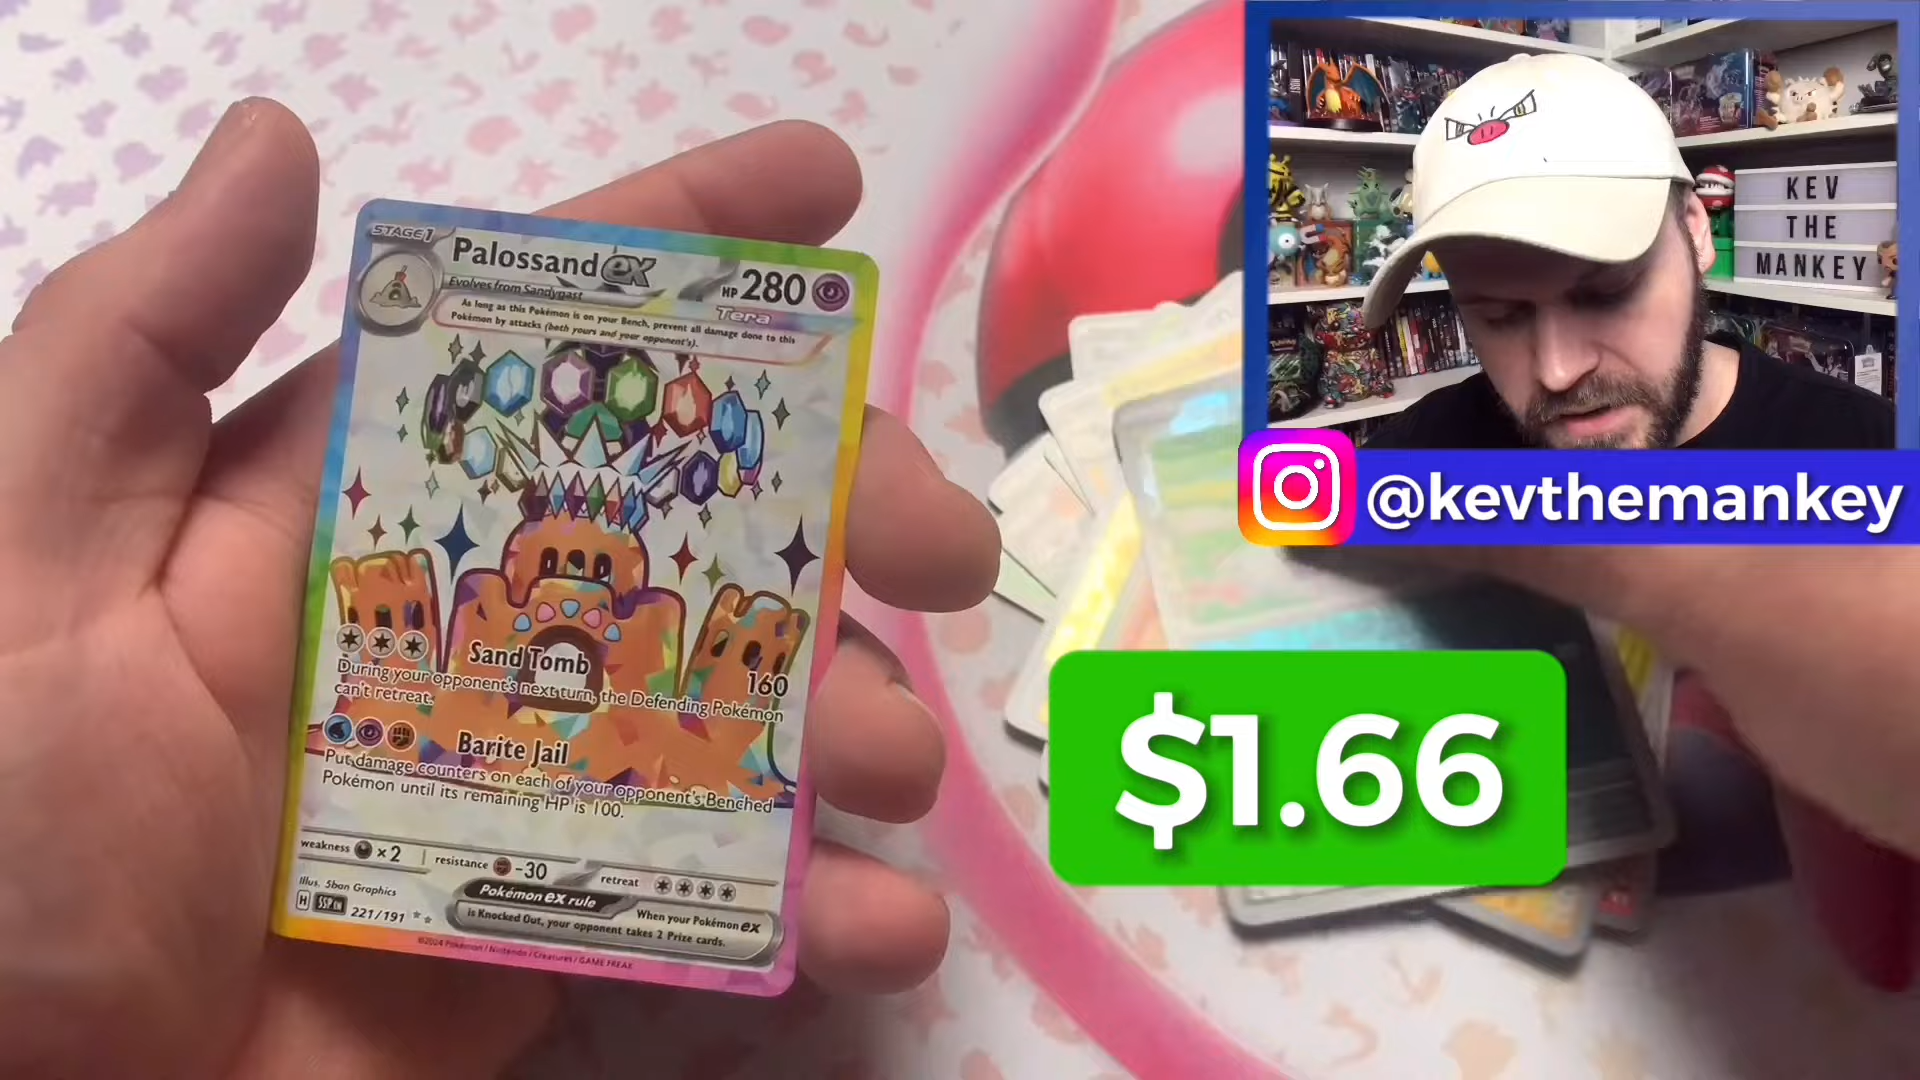 STAGE 1
Palossand ex
HP 280
Evolves from Sandygast
Tera
As long as this Pokémon is on your Bench, prevent all damage done to this
Pokémon by attacks (both yours and your opponent's).
Sand Tomb
160
During your opponent's next turn, the Defending Pokémon
can't retreat.
Barite Jail
Put damage counters on each of your opponent's Benched
Pokémon until its remaining HP is 100.
weakness ×2
resistance -30
retreat
Illus. 5ban Graphics
H SSP EN 221/191
Pokémon ex rule
When your Pokémon ex
is Knocked Out, your opponent takes 2 Prize cards.
©2024 Pokémon / Nintendo / Creatures / GAME FREAK
KEV
THE
MANKEY
@kevthemankey
$1.66